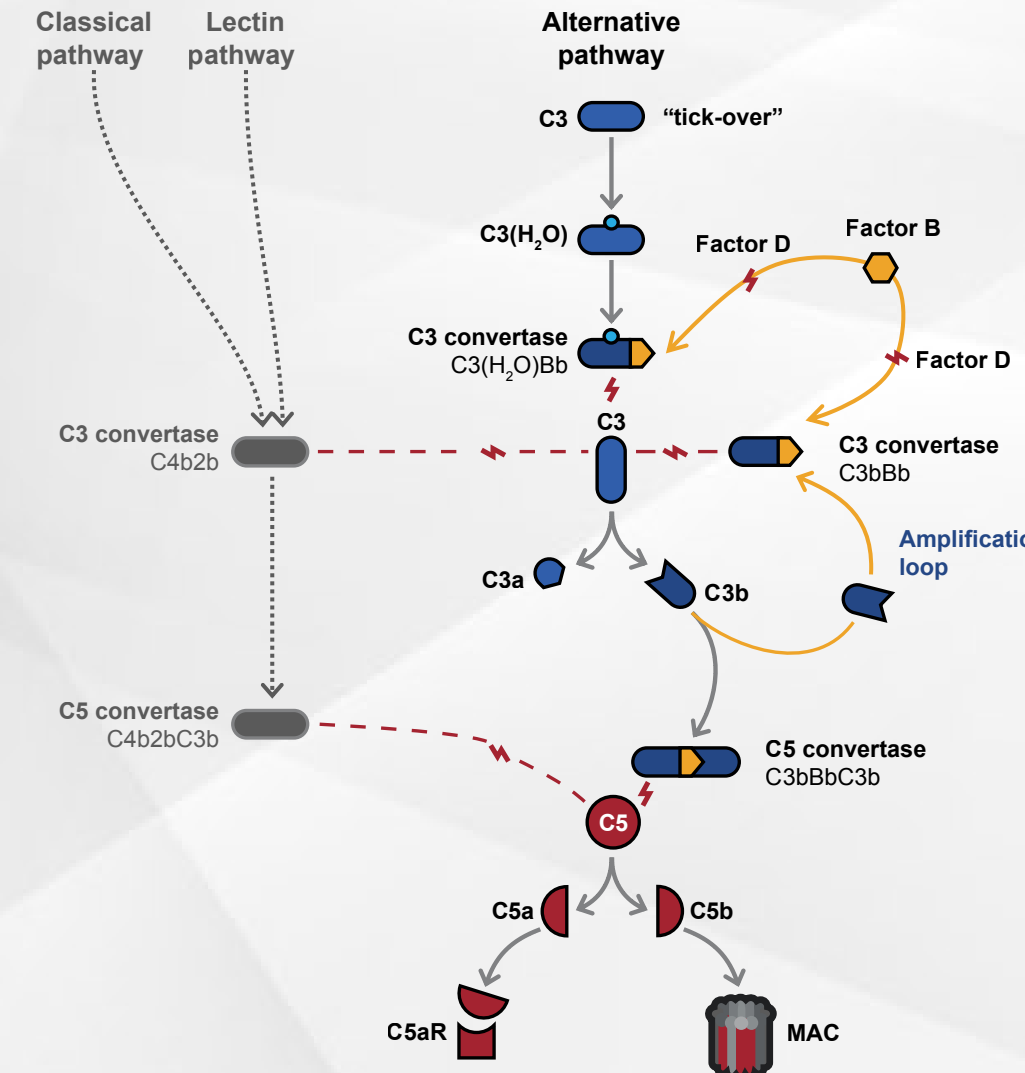 Classical
pathway
Lectin
pathway
Alternative
pathway
C3
“tick-over”
C3(H₂O)
Factor D
Factor B
C3 convertase
C3(H₂O)Bb
Factor D
C3
C3 convertase
C4b2b
C3 convertase
C3bBb
Amplificatio
loop
C3a
C3b
C5 convertase
C4b2bC3b
C5 convertase
C3bBbC3b
C5
C5a
C5b
C5aR
MAC